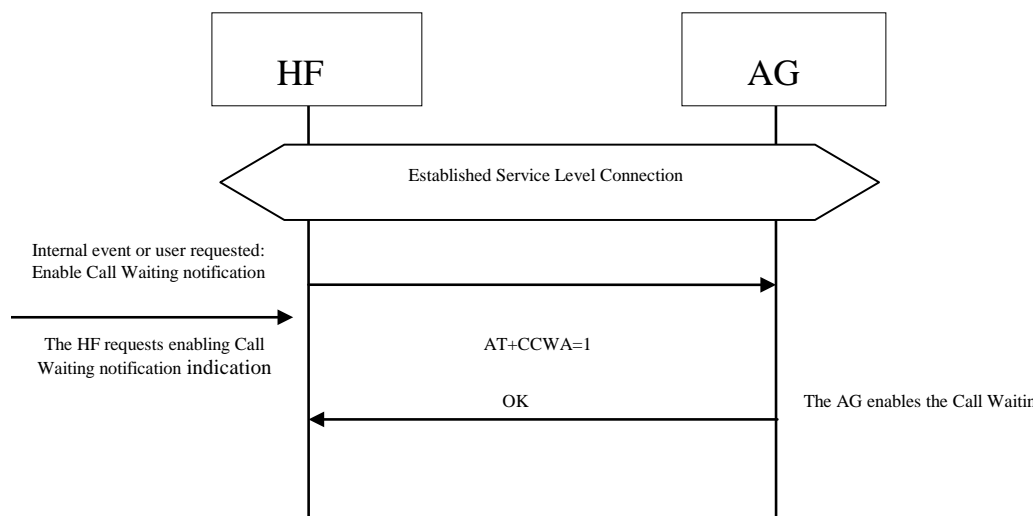 HF
AG
Established Service Level Connection
Internal event or user requested:
Enable Call Waiting notification
The HF requests enabling Call
Waiting notification indication
AT+CCWA=1
OK
The AG enables the Call Waitin